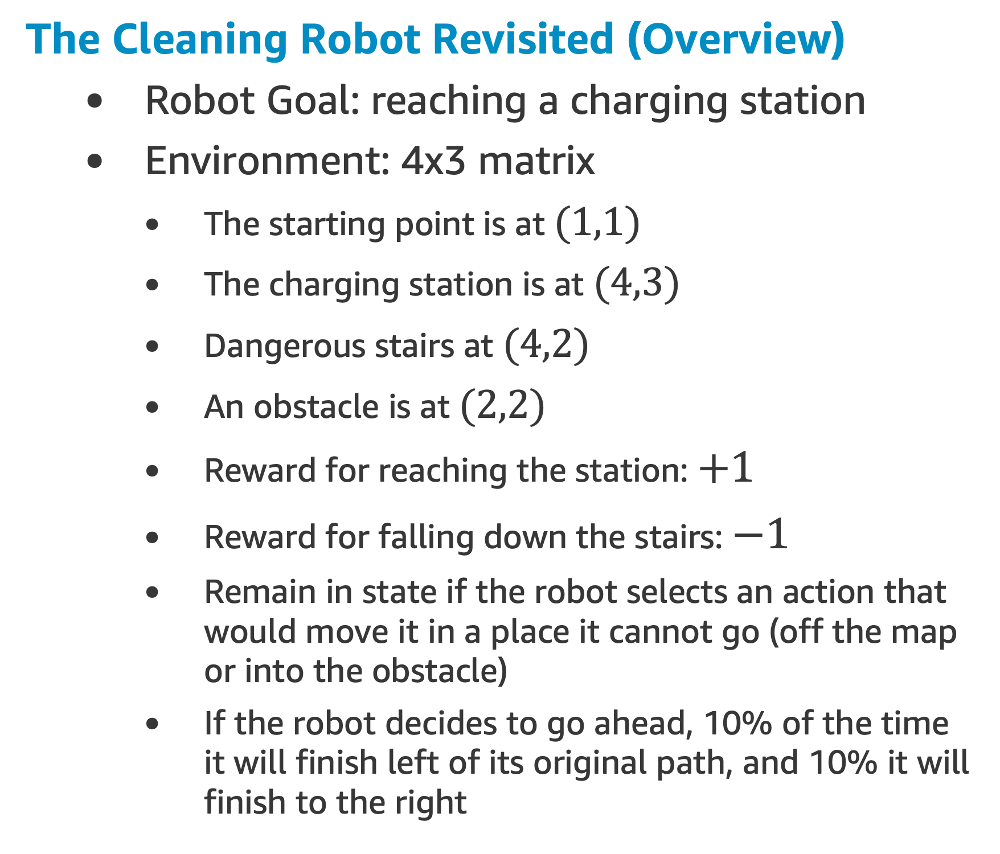 The Cleaning Robot Revisited (Overview)
• Robot Goal: reaching a charging station
• Environment: 4x3 matrix
• The starting point is at (1,1)
• The charging station is at (4,3)
• Dangerous stairs at (4,2)
• An obstacle is at (2,2)
• Reward for reaching the station: +1
• Reward for falling down the stairs: −1
• Remain in state if the robot selects an action that
would move it in a place it cannot go (off the map
or into the obstacle)
• If the robot decides to go ahead, 10% of the time
it will finish left of its original path, and 10% it will
finish to the right